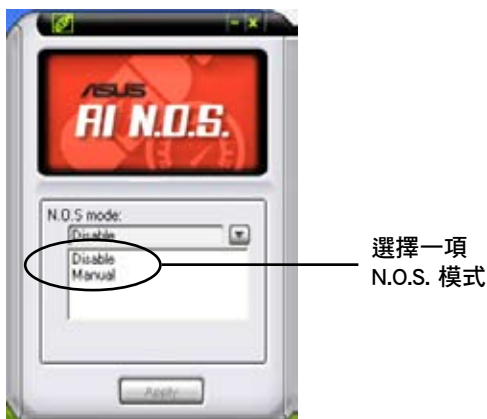 ASUS
AI N.O.S.
N.O.S mode:
Disable
Disable
Manual
選擇一項
N.O.S. 模式
Apply